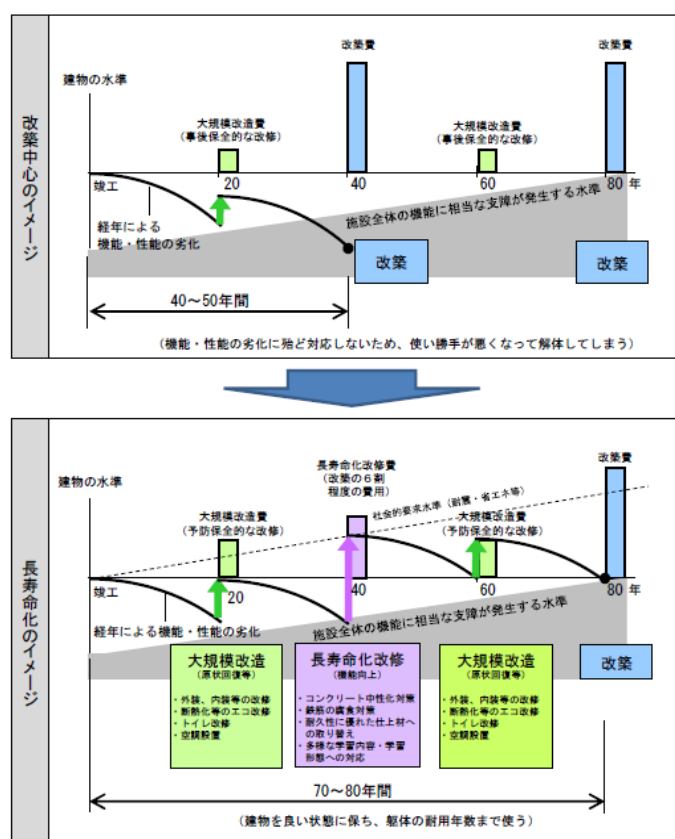 改築中心のイメージ
建物の水準
改築費
改築費
大規模改造費
(事後保全的な改修)
大規模改造費
(事後保全的な改修)
竣工
20
40
60
80 年
経年による
機能・性能の劣化
施設全体の機能に相当な支障が発生する水準
改築
改築
40～50年間
(機能・性能の劣化に殆ど対応しないため、使い勝手が悪くなって解体してしまう)
長寿命化のイメージ
建物の水準
長寿命化改修費
(改築の6割
程度の費用)
改築費
社会的要求水準(耐震・省エネ等)
大規模改造費
(予防保全的な改修)
大規模改造費
(予防保全的な改修)
竣工
20
40
60
80 年
経年による機能・性能の劣化
施設全体の機能に相当な支障が発生する水準
大規模改造
(原状回復等)
・外装、内装等の改修
・断熱化等のエコ改修
・トイレ改修
・空調設置
長寿命化改修
(機能向上)
・コンクリート中性化対策
・鉄筋の腐食対策
・耐久性に優れた仕上材へ
の取り替え
・多様な学習内容・学習
形態への対応
大規模改造
(原状回復等)
・外装、内装等の改修
・断熱化等のエコ改修
・トイレ改修
・空調設置
改築
70～80年間
(建物を良い状態に保ち、躯体の耐用年数まで使う)